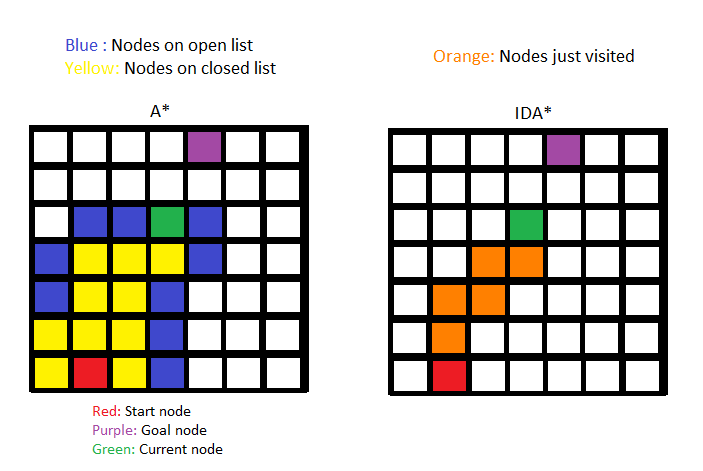 Blue : Nodes on open list
Yellow: Nodes on closed list
Orange: Nodes just visited
A*
IDA*
Red: Start node
Purple: Goal node
Green: Current node